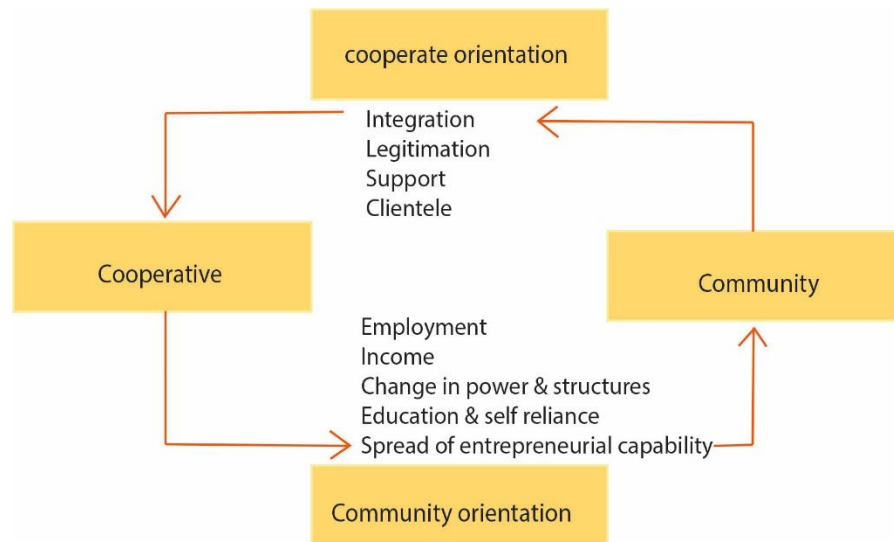 cooperate orientation
Integration
Legitimation
Support
Clientele
Cooperative
Community
Employment
Income
Change in power & structures
Education & self reliance
Spread of entrepreneurial capability
Community orientation